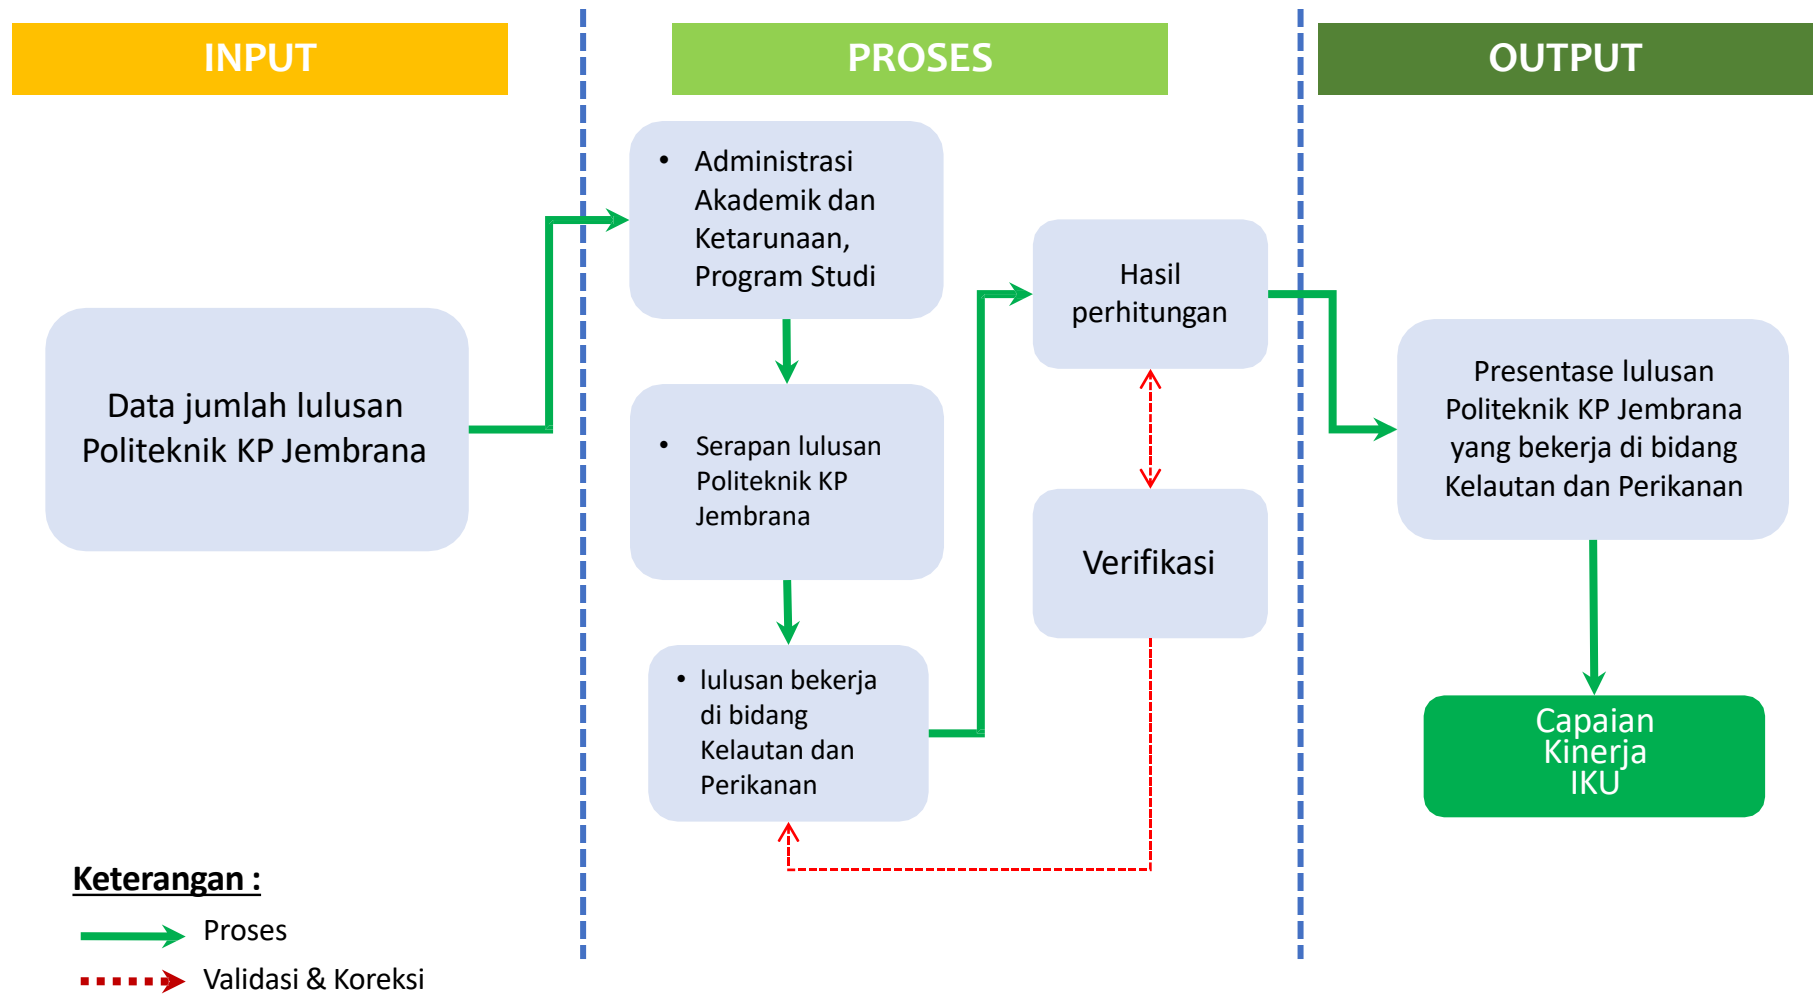 INPUT
PROSES
OUTPUT
Data jumlah lulusan
Politeknik KP Jembrana
• Administrasi
Akademik dan
Ketarunaan,
Program Studi
• Serapan lulusan
Politeknik KP
Jembrana
• lulusan bekerja
di bidang
Kelautan dan
Perikanan
Hasil
perhitungan
Verifikasi
Presentase lulusan
Politeknik KP Jembrana
yang bekerja di bidang
Kelautan dan Perikanan
Capaian
Kinerja
IKU
Keterangan :
Proses
Validasi & Koreksi